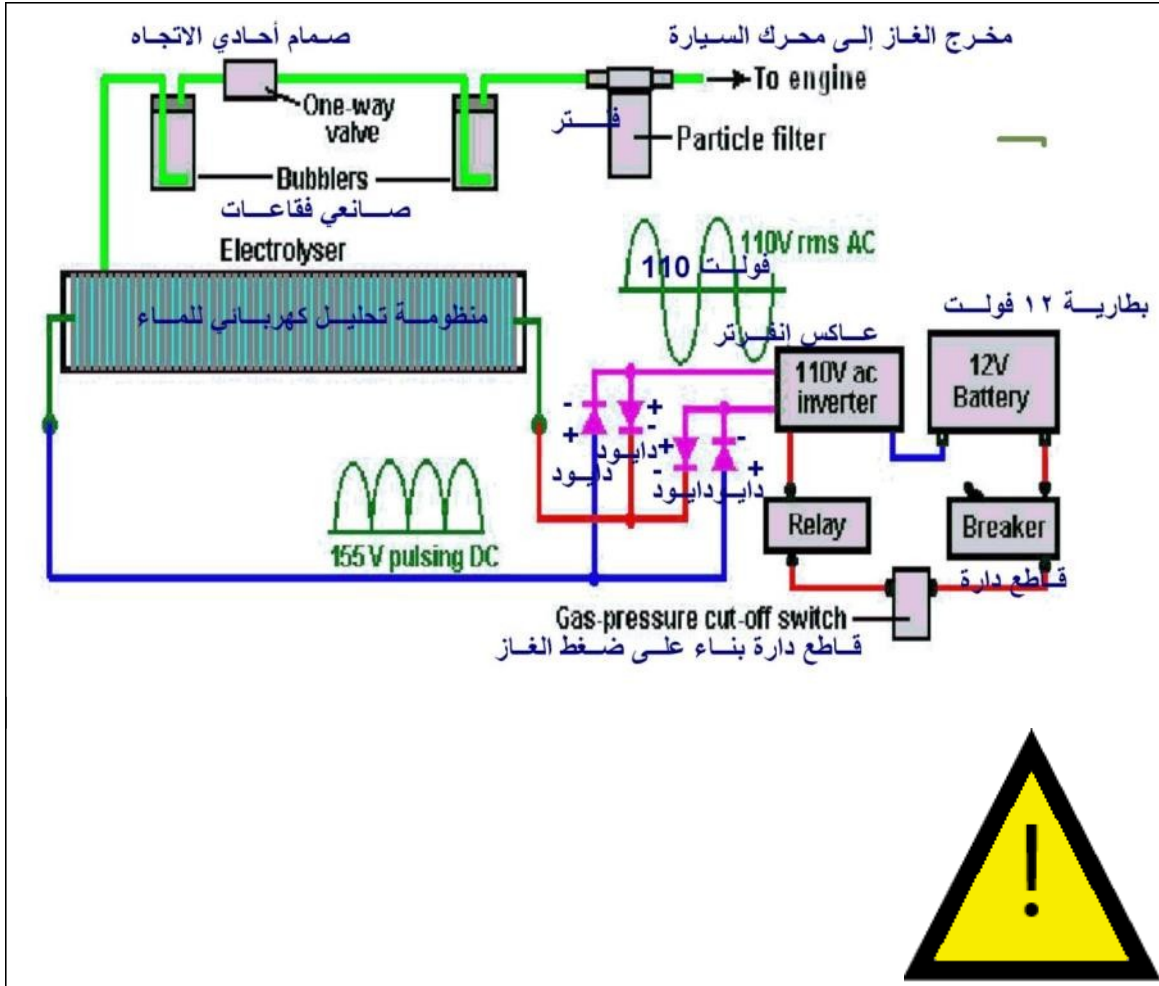 صمام أحادي الاتجاه
مخرج الغاز إلى محرك السيارة
To engine
One-way
valve
فلتر
Particle filter
Bubblers
صانعي فقاعات
Electrolyser
110V rms AC
110 فولت
منظومة تحليل كهربائي للماء
بطارية ١٢ فولت
عاكس إنفرتر
110V ac
inverter
12V
Battery
- +
+ -
دايود
دايود
+ -
- +
دايود
دايود
155 V pulsing DC
Relay
Breaker
قاطع دارة
Gas-pressure cut-off switch
قاطع دارة بناء على ضغط الغاز
!